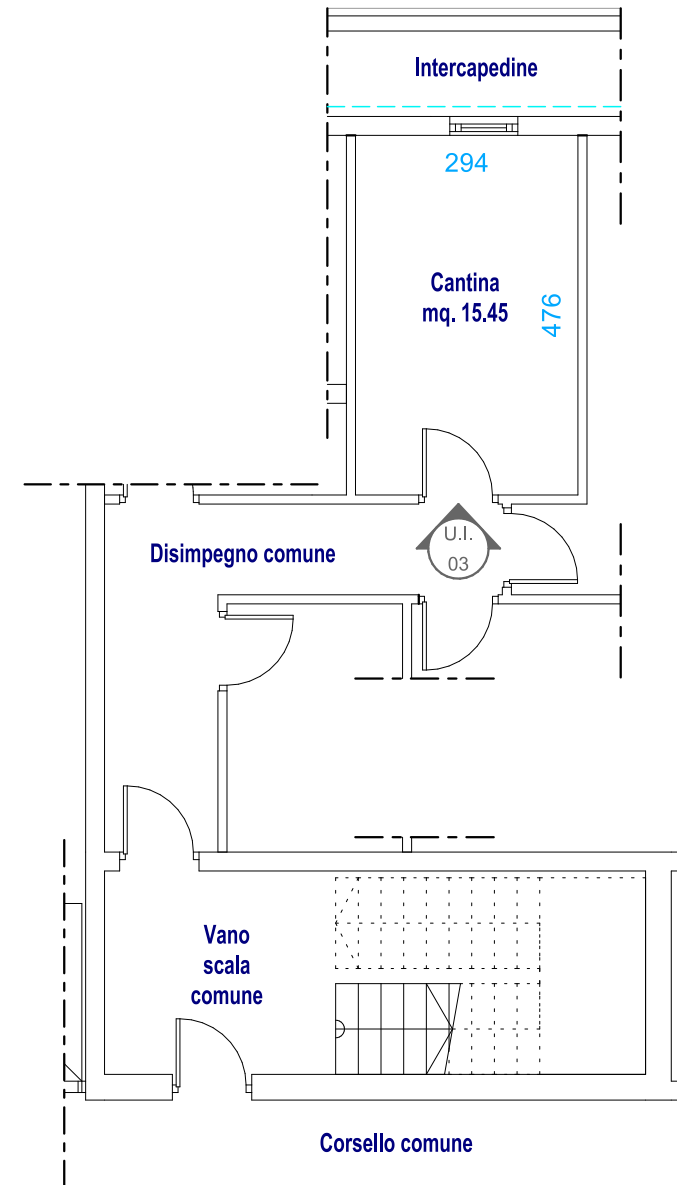 Intercapedine
294
Cantina
mq. 15.45
476
U.I.
03
Disimpegno comune
Vano
scala
comune
Corsello comune